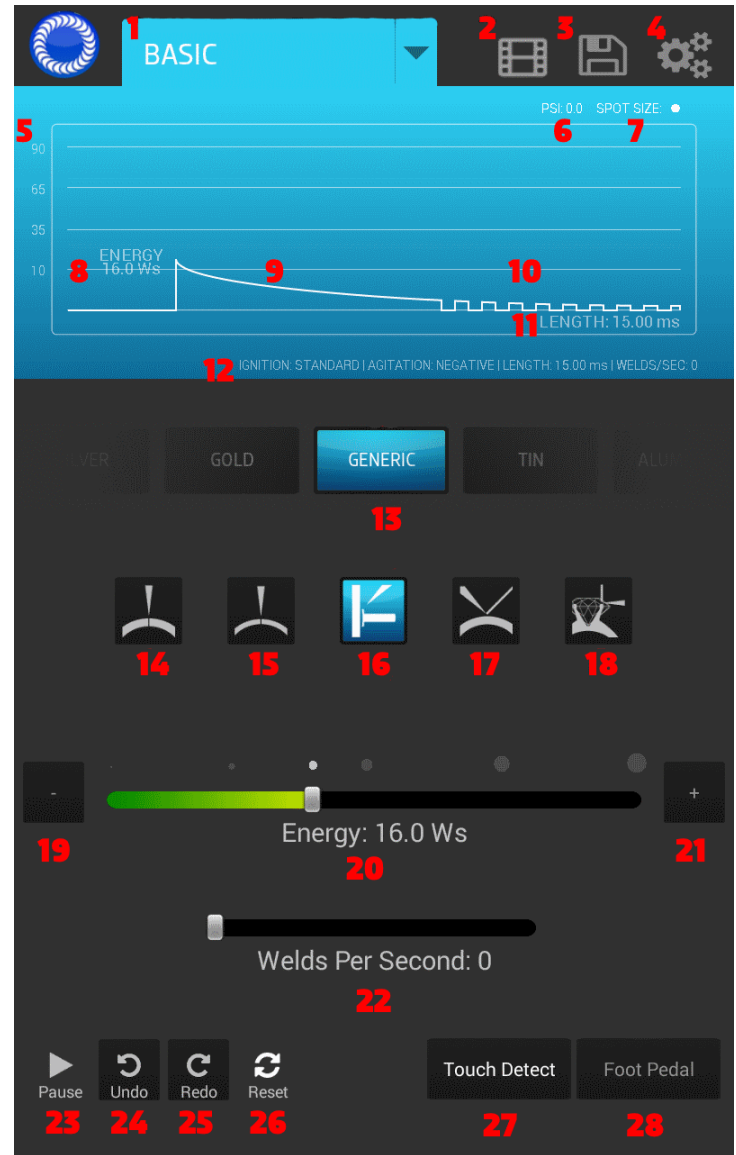 1 2 3 4
BASIC
PSI: 0.0 SPOT SIZE:
5 6 7
90
65
35
ENERGY
8 16.0 Ws 9 10
10
11 LENGTH: 15.00 ms
12 IGNITION: STANDARD | AGITATION: NEGATIVE | LENGTH: 15.00 ms | WELDS/SEC: 0
GOLD GENERIC TIN
13
14 15 16 17 18
- +
Energy: 16.0 Ws
19 20 21
Welds Per Second: 0
22
Pause Undo Redo Reset Touch Detect Foot Pedal
23 24 25 26 27 28